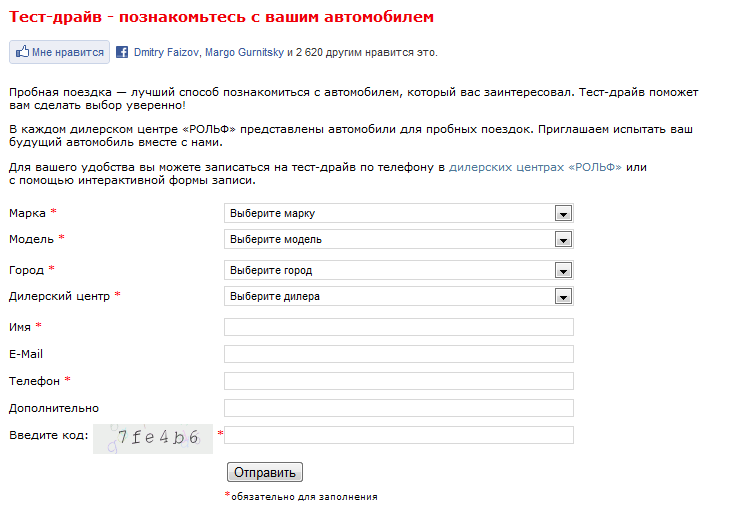 Тест-драйв - познакомьтесь с вашим автомобилем
Мне нравится Dmitry Faizov, Margo Gurnitsky и 2 620 другим нравится это.
Пробная поездка — лучший способ познакомиться с автомобилем, который вас заинтересовал. Тест-драйв поможет
вам сделать выбор уверенно!
В каждом дилерском центре «РОЛЬФ» представлены автомобили для пробных поездок. Приглашаем испытать ваш
будущий автомобиль вместе с нами.
Для вашего удобства вы можете записаться на тест-драйв по телефону в дилерских центрах «РОЛЬФ» или
с помощью интерактивной формы записи.
Марка * Выберите марку
Модель * Выберите модель
Город * Выберите город
Дилерский центр * Выберите дилера
Имя *
E-Mail
Телефон *
Дополнительно
Введите код: 7fe4b6 *
Отправить
*обязательно для заполнения